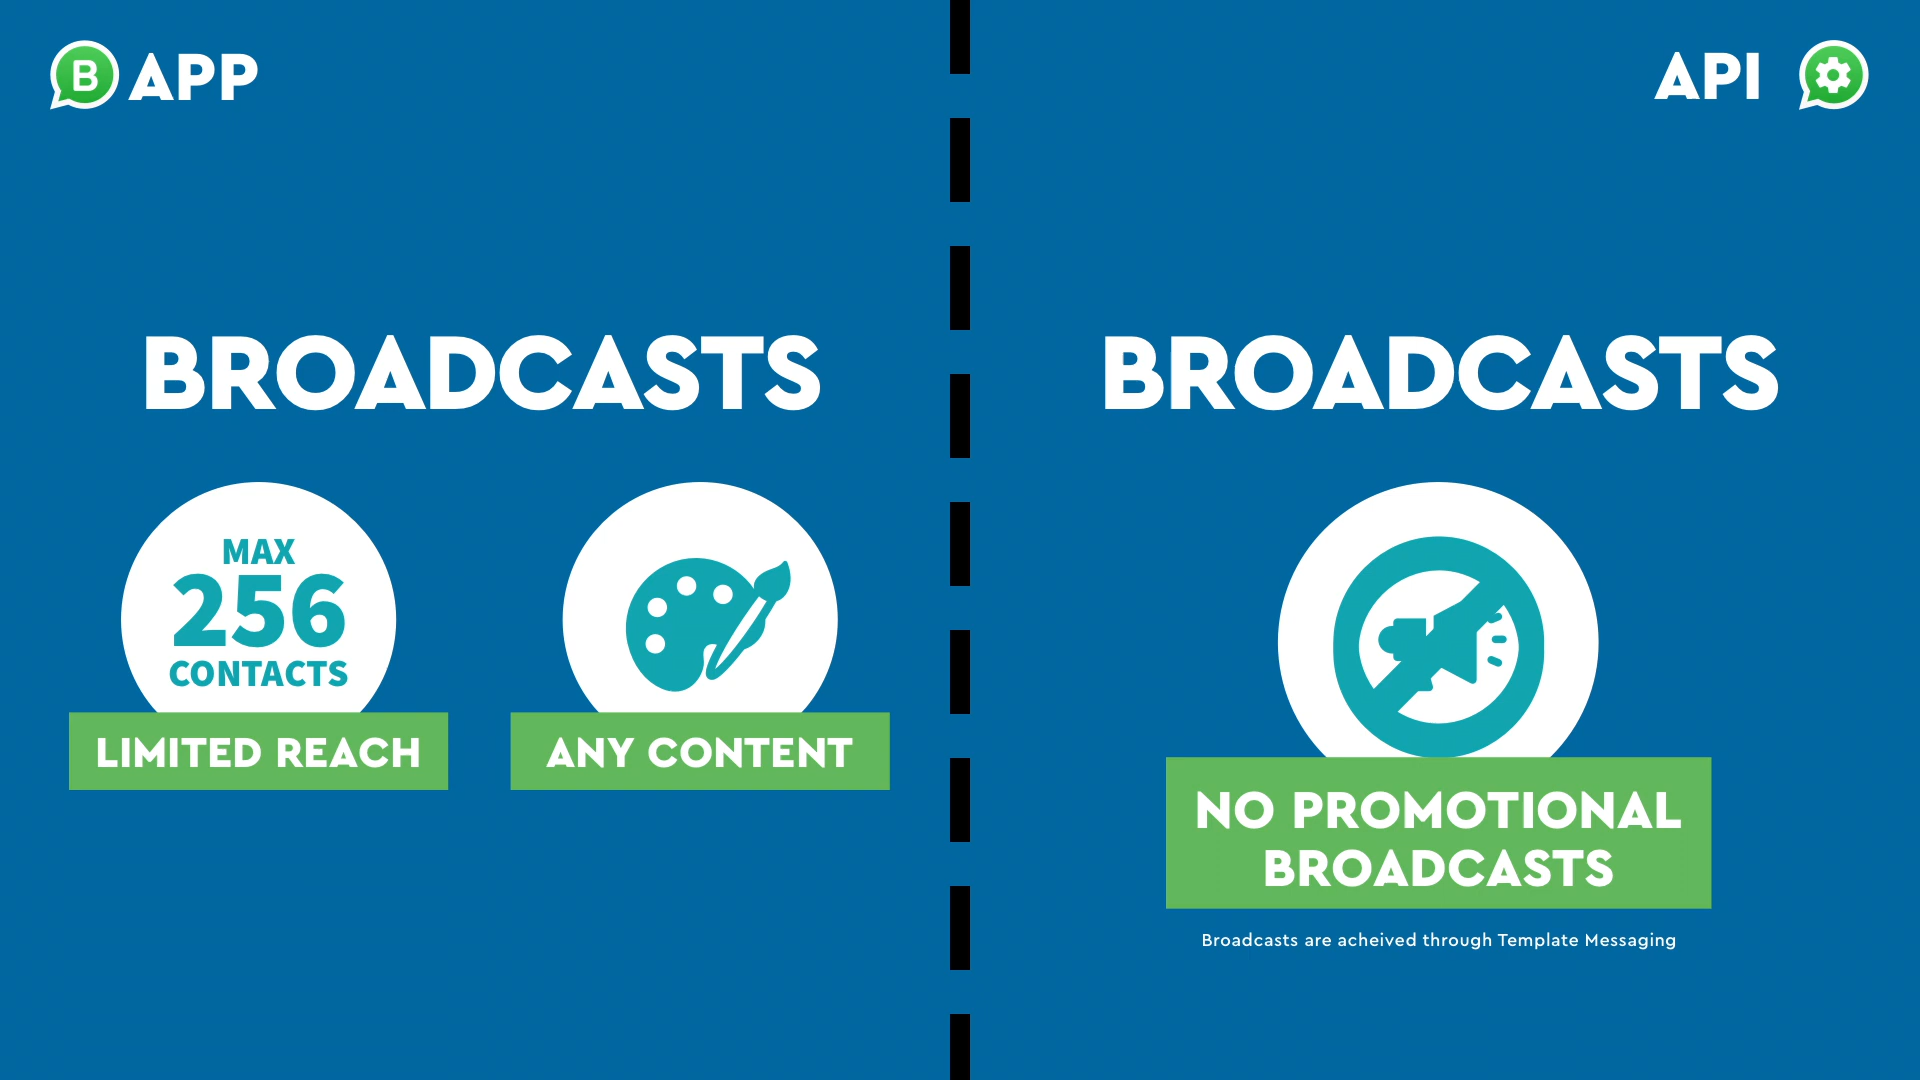 B APP
API
BROADCASTS
MAX
256
CONTACTS
LIMITED REACH
ANY CONTENT
BROADCASTS
NO PROMOTIONAL
BROADCASTS
Broadcasts are acheived through Template Messaging